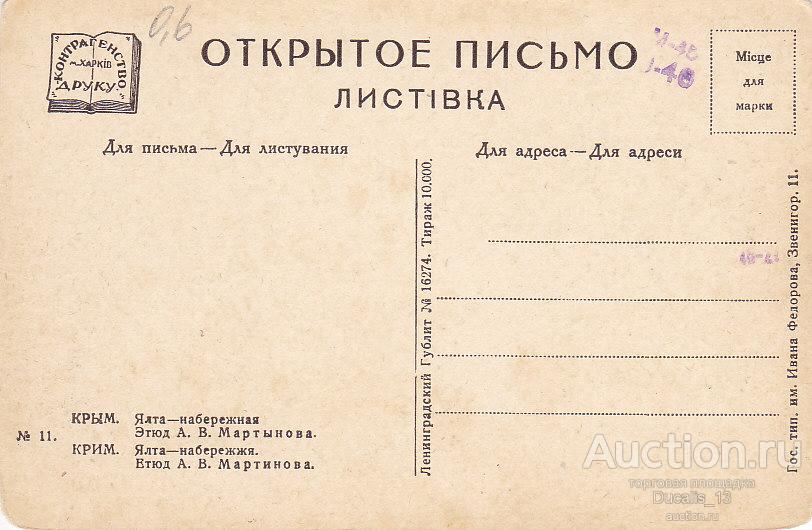 КОНТРАГЕНСТВО
м. ХАРКІВ
ДРУКУ
0,6
ОТКРЫТОЕ ПИСЬМО
ЛИСТІВКА
-46
Місце
для
марки
Для письма — Для листування
Для адреса — Для адреси
Ленинградский Гублит № 16274. Тираж 10.000.
Гос. тип. им. Ивана Федорова, Звенигор. 11.
№ 11.
КРЫМ. Ялта—набережная
Этюд А. В. Мартынова.
КРИМ. Ялта—набережжя.
Етюд А. В. Мартинова.
Auction.ru
торговая площадка
Ducalis_13
auction.ru